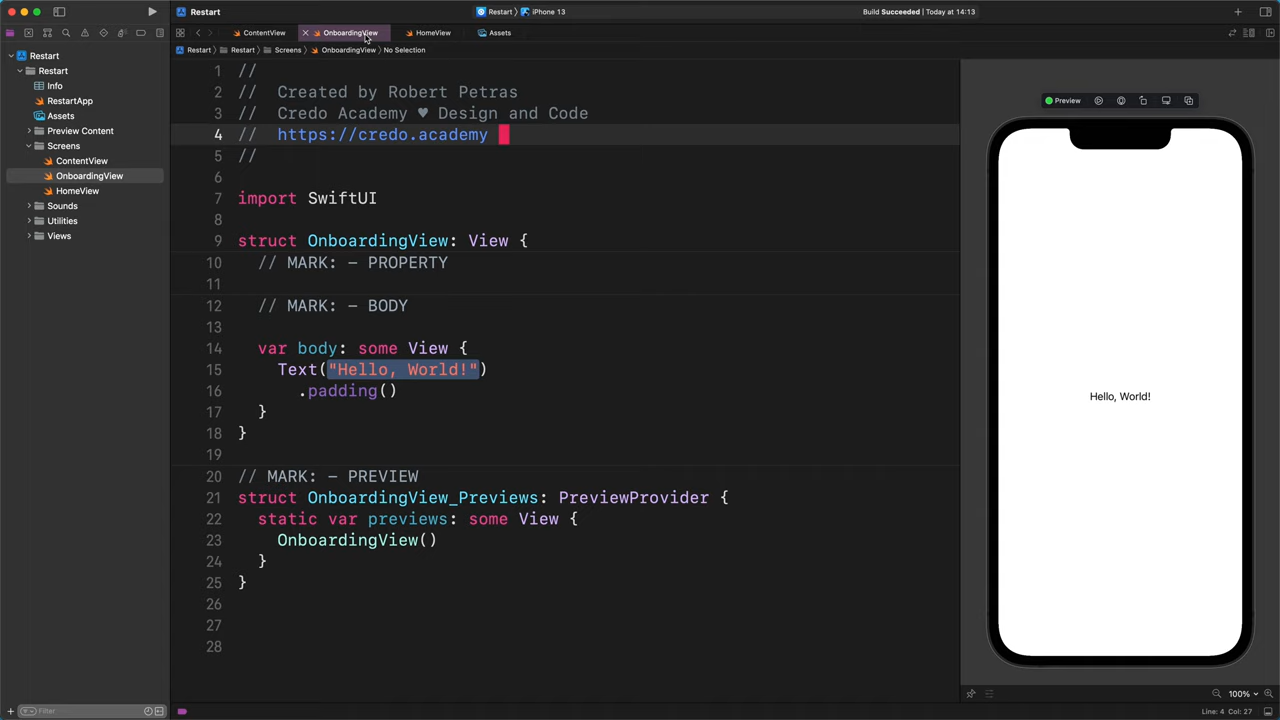 Restart
Restart
iPhone 13
Build Succeeded | Today at 14:13
ContentView
OnboardingView
HomeView
Assets
Restart
Restart
Screens
OnboardingView
No Selection
Restart
Restart
Info
RestartApp
Assets
Preview Content
Screens
ContentView
OnboardingView
HomeView
Sounds
Utilities
Views
1 //
2 // Created by Robert Petras
3 // Credo Academy ♥ Design and Code
4 // https://credo.academy
5 //
6
7 import SwiftUI
8
9 struct OnboardingView: View {
10 // MARK: - PROPERTY
11
12 // MARK: - BODY
13
14 var body: some View {
15 Text("Hello, World!")
16 .padding()
17 }
18 }
19
20 // MARK: - PREVIEW
21 struct OnboardingView_Previews: PreviewProvider {
22 static var previews: some View {
23 OnboardingView()
24 }
25 }
26
27
28
Preview
Hello, World!
100%
Filter
Line: 4 Col: 27